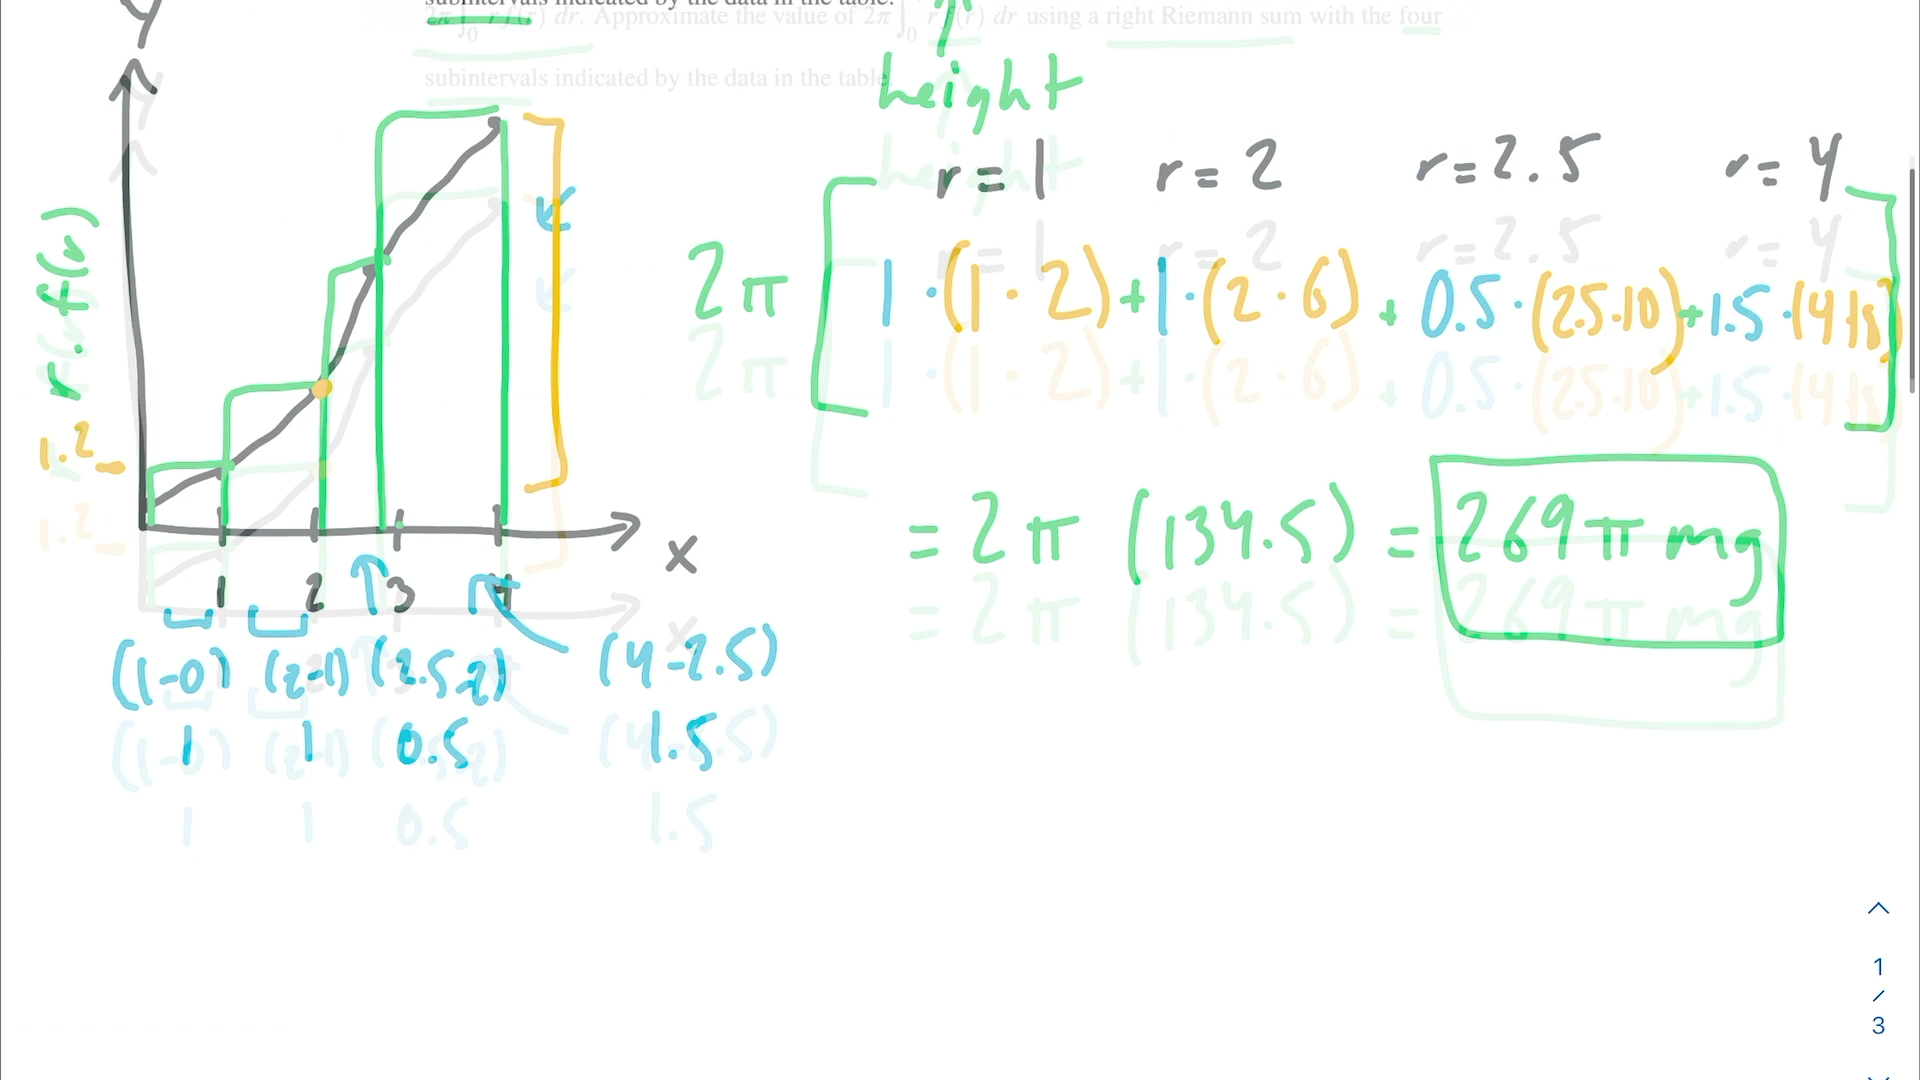 subintervals indicated by the data in the table.
dr. Approximate the value of 2π ∫₀ r f(r) dr using a right Riemann sum with the four
subintervals indicated by the data in the table.
height
r = 1 r = 2 r = 2.5 r = 4
2π [ 1 · (1 · 2) + 1 · (2 · 6) + 0.5 · (2.5 · 10) + 1.5 · (4 · 18) ]
= 2π (134.5) = 269 π mg
y
r · f(r)
1·2
x
1 2 3 4
(1-0) (2-1) (2.5-2) (4-2.5)
1 1 0.5 1.5
1
/
3